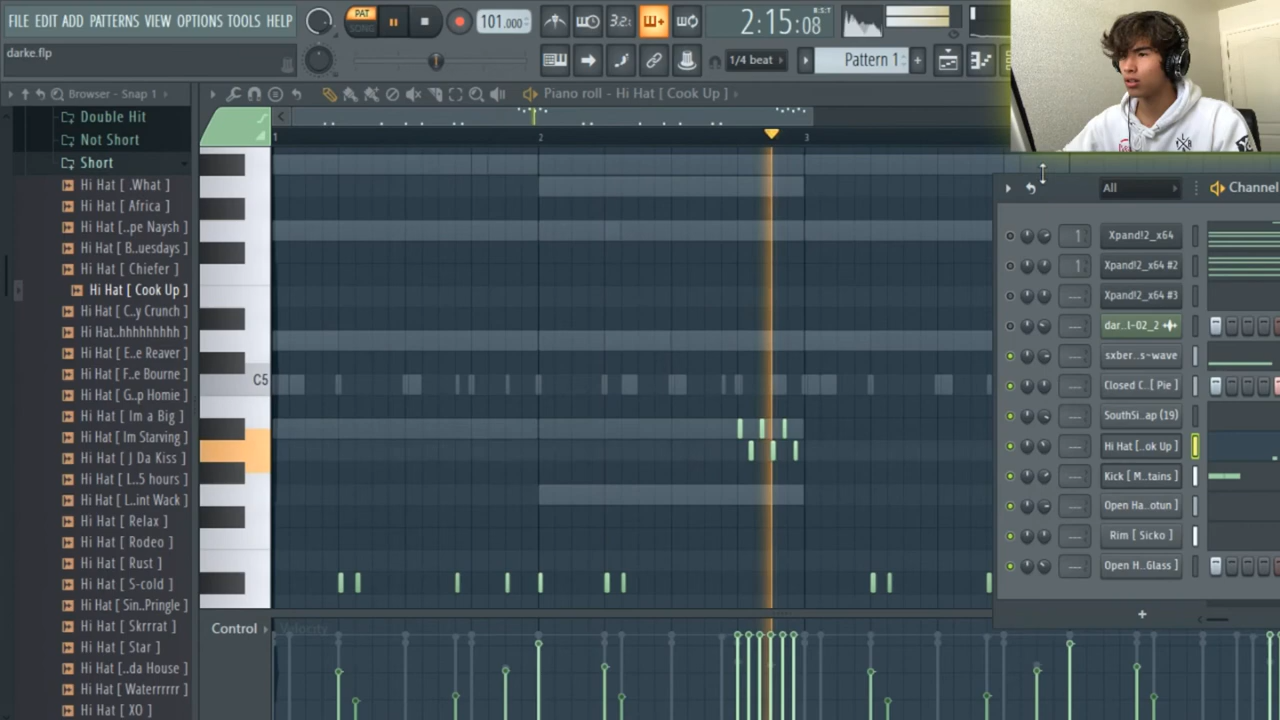 FILE EDIT ADD PATTERNS VIEW OPTIONS TOOLS HELP
PAT
SONG
101.000
3.2:
2:15:08
B:S:T
darke.flp
1/4 beat
Pattern 1
Browser - Snap 1
Piano roll - Hi Hat [ Cook Up ]
Double Hit
Not Short
Short
Hi Hat [ .What ]
Hi Hat [ Africa ]
Hi Hat [..pe Naysh ]
Hi Hat [ B..uesdays ]
Hi Hat [ Chiefer ]
Hi Hat [ Cook Up ]
Hi Hat [ C..y Crunch ]
Hi Hat..hhhhhhhhh ]
Hi Hat [ E..e Reaver ]
Hi Hat [ F..e Bourne ]
Hi Hat [ G..p Homie ]
Hi Hat [ Im a Big ]
Hi Hat [ Im Starving ]
Hi Hat [ J Da Kiss ]
Hi Hat [ L..5 hours ]
Hi Hat [ L..int Wack ]
Hi Hat [ Relax ]
Hi Hat [ Rodeo ]
Hi Hat [ Rust ]
Hi Hat [ S-cold ]
Hi Hat [ Sin..Pringle ]
Hi Hat [ Skrrrat ]
Hi Hat [ Star ]
Hi Hat [..da House ]
Hi Hat [ Waterrrrrr ]
Hi Hat [ XO ]
1
2
3
C5
Control
Velocity
All
Channel
1
Xpand!2_x64
1
Xpand!2_x64 #2
---
Xpand!2_x64 #3
---
dar..t-02_2
---
sxber..s~wave
---
Closed C..[ Pie ]
---
SouthSi..ap (19)
---
Hi Hat [..ok Up ]
---
Kick [ M..tains ]
---
Open Ha..otun ]
---
Rim [ Sicko ]
---
Open H..Glass ]
+